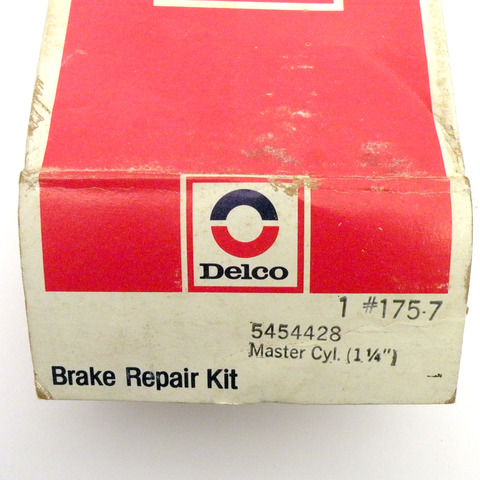 Delco
1 #175-7
5454428
Master Cyl. (1¼")
Brake Repair Kit